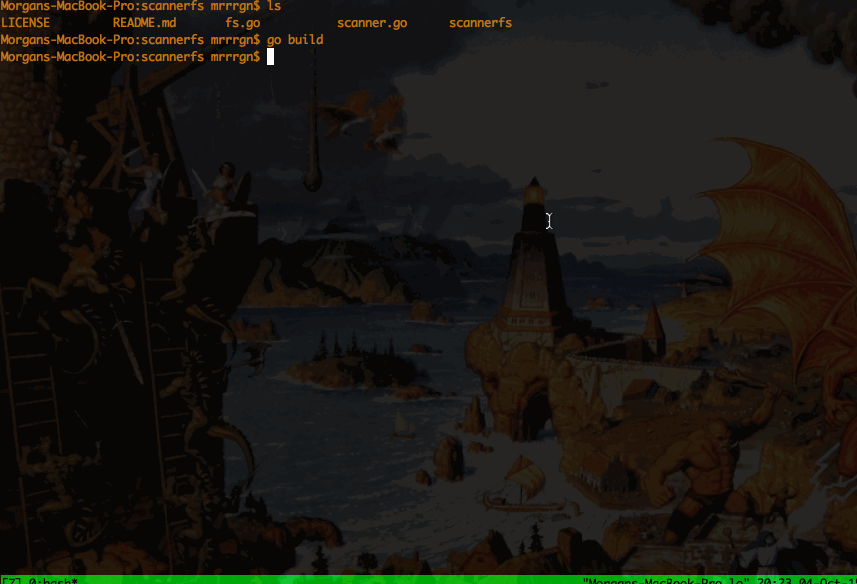 Morgans-MacBook-Pro:scannerfs mrrrgn$ ls
LICENSE README.md fs.go scanner.go scannerfs
Morgans-MacBook-Pro:scannerfs mrrrgn$ go build
Morgans-MacBook-Pro:scannerfs mrrrgn$
[7] 0:bash* "Morgans-MacBook-Pro.lo" 20:23 04-Oct-1